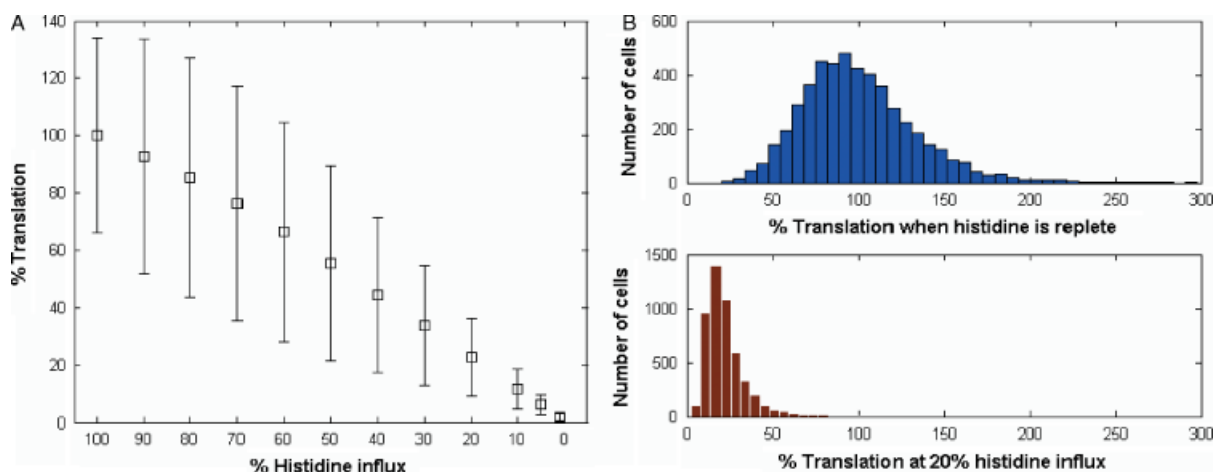 A
140
120
100
80
60
40
20
0
% Translation
100 90 80 70 60 50 40 30 20 10 0
% Histidine influx
B
600
400
200
0
Number of cells
0 50 100 150 200 250 300
% Translation when histidine is replete
1500
1000
500
0
Number of cells
0 50 100 150 200 250 300
% Translation at 20% histidine influx